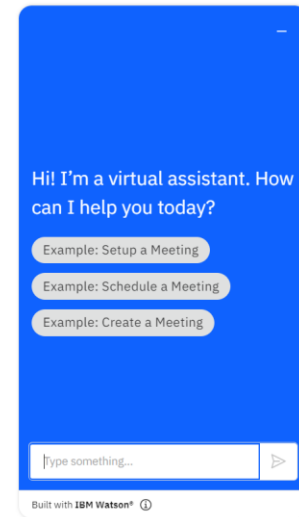 Hi! I'm a virtual assistant. How
can I help you today?
Example: Setup a Meeting
Example: Schedule a Meeting
Example: Create a Meeting
Type something...
Built with IBM Watson®